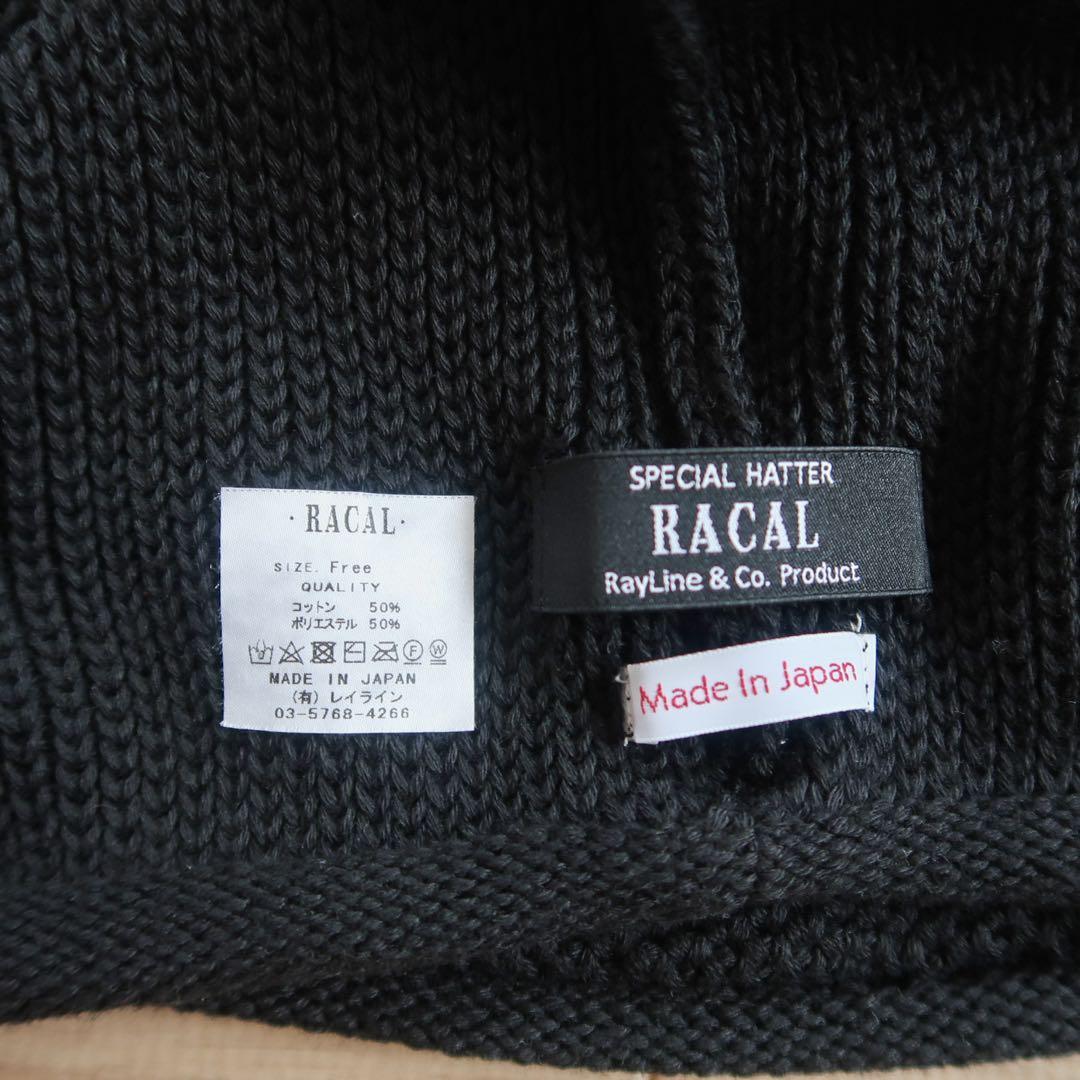 · RACAL ·
SIZE. Free
QUALITY
コットン 50%
ポリエステル 50%
F W
MADE IN JAPAN
(有) レイライン
03-5768-4266
SPECIAL HATTER
RACAL
RayLine & Co. Product
Made In Japan